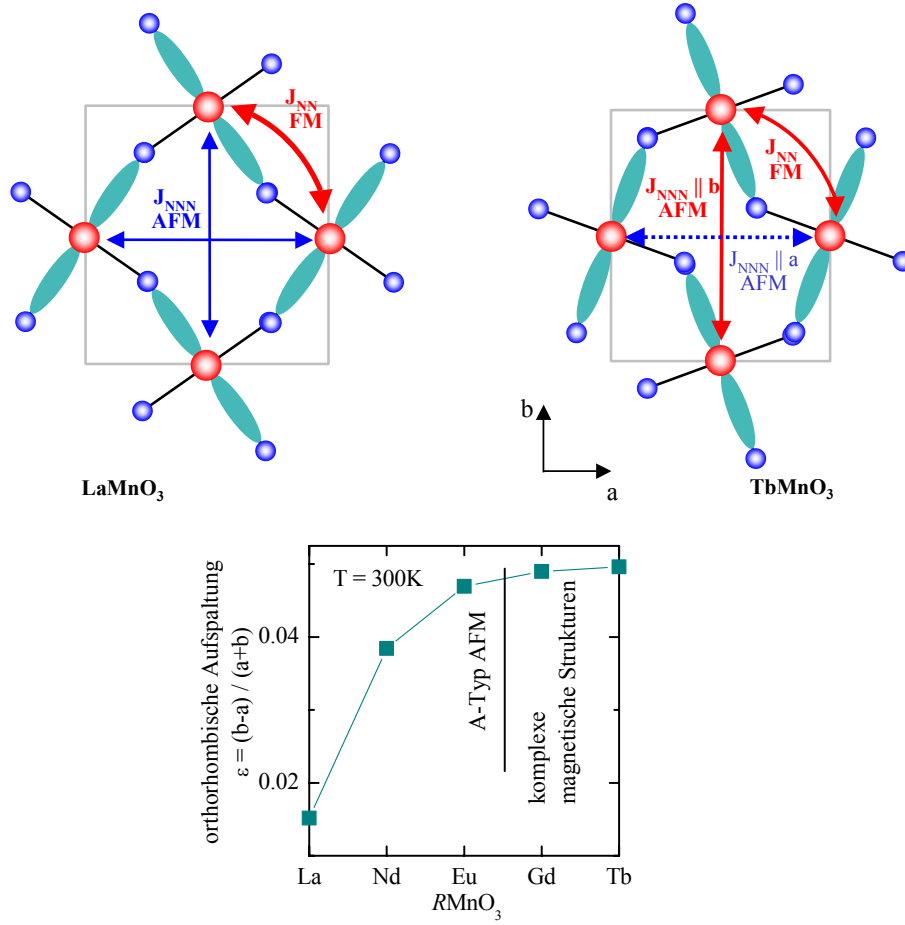 J_NN
FM
J_NNN
AFM
LaMnO₃
J_NN
FM
J_NNN || b
AFM
J_NNN || a
AFM
b
a
TbMnO₃
T = 300K
orthorhombische Aufspaltung
ε = (b-a) / (a+b)
0.04
0.02
A-Typ AFM
komplexe
magnetische Strukturen
La Nd Eu Gd Tb
RMnO₃